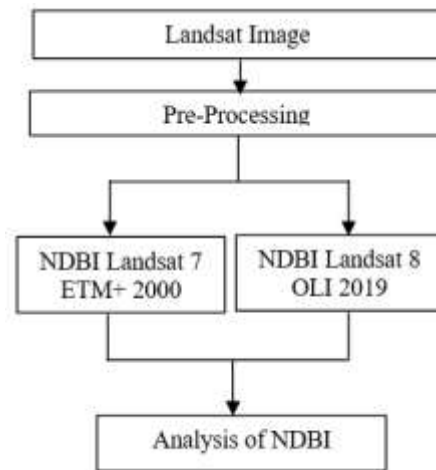 Landsat Image
Pre-Processing
NDBI Landsat 7
ETM+ 2000
NDBI Landsat 8
OLI 2019
Analysis of NDBI